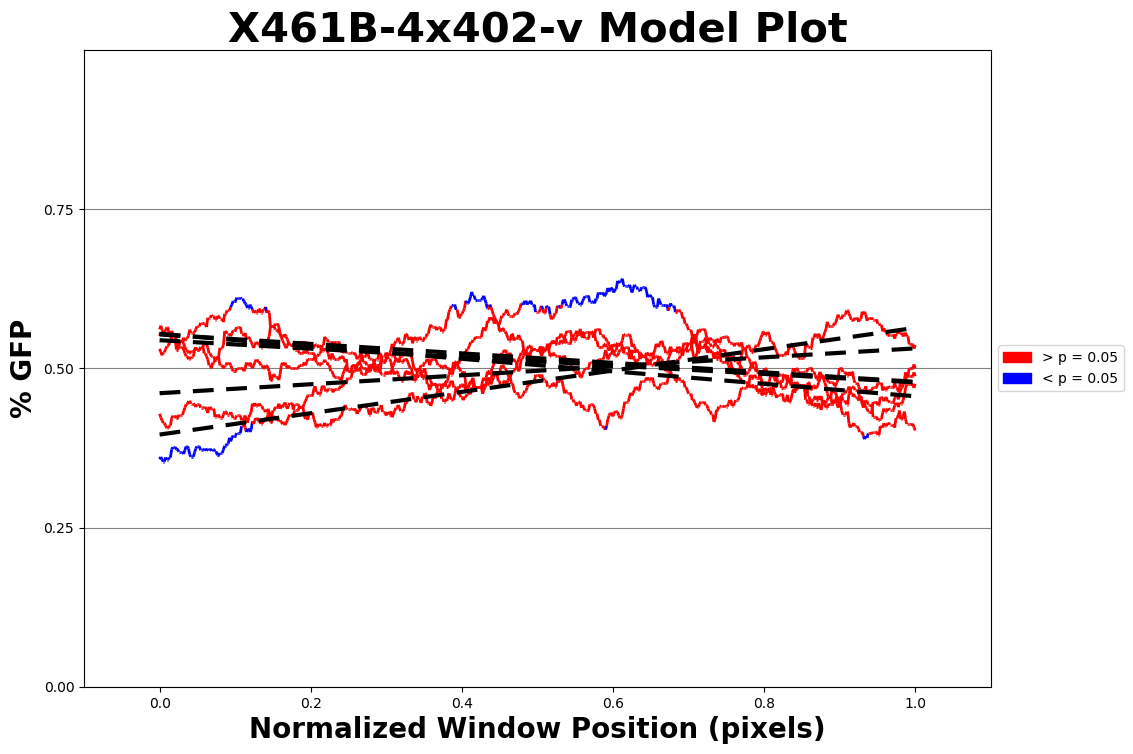 X461B-4x402-v Model Plot
% GFP
0.75
0.50
0.25
0.00
0.0 0.2 0.4 0.6 0.8 1.0
Normalized Window Position (pixels)
> p = 0.05
< p = 0.05